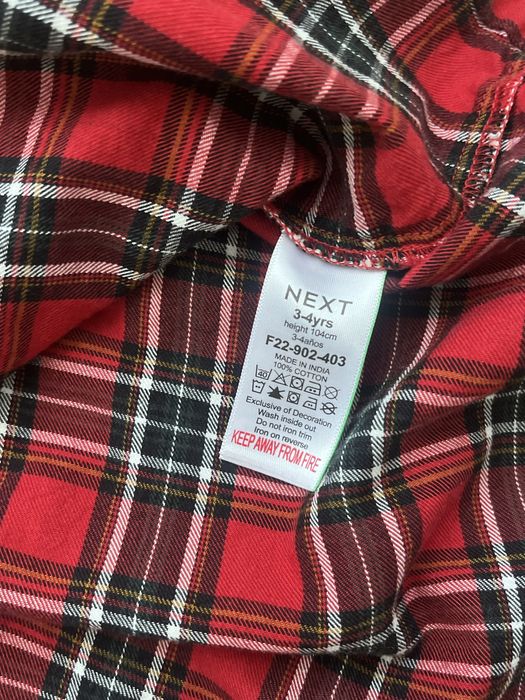 NEXT
3-4yrs
height 104cm
3-4años
F22-902-403
MADE IN INDIA
100% COTTON
40
Exclusive of Decoration
Wash inside out
Do not iron trim
Iron on reverse
KEEP AWAY FROM FIRE